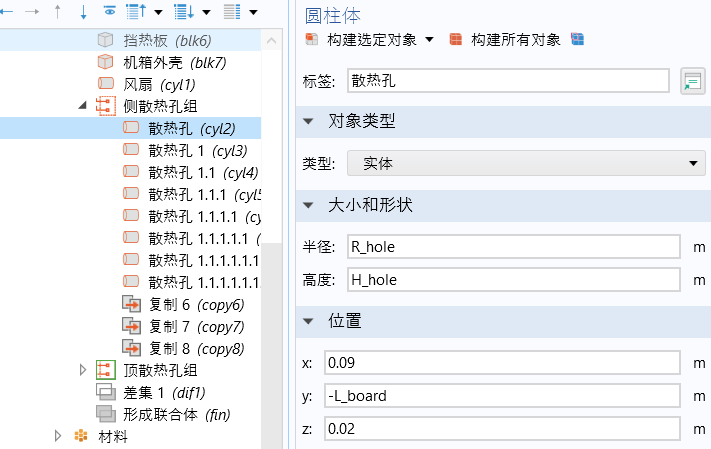 挡热板 (blk6)
机箱外壳 (blk7)
风扇 (cyl1)
侧散热孔组
散热孔 (cyl2)
散热孔 1 (cyl3)
散热孔 1.1 (cyl4)
散热孔 1.1.1 (cyl5
散热孔 1.1.1.1 (cy
散热孔 1.1.1.1.1 (
散热孔 1.1.1.1.1.1
散热孔 1.1.1.1.1.1.
复制 6 (copy6)
复制 7 (copy7)
复制 8 (copy8)
顶散热孔组
差集 1 (dif1)
形成联合体 (fin)
材料
圆柱体
构建选定对象 构建所有对象
标签: 散热孔
对象类型
类型: 实体
大小和形状
半径: R_hole m
高度: H_hole m
位置
x: 0.09 m
y: -L_board m
z: 0.02 m